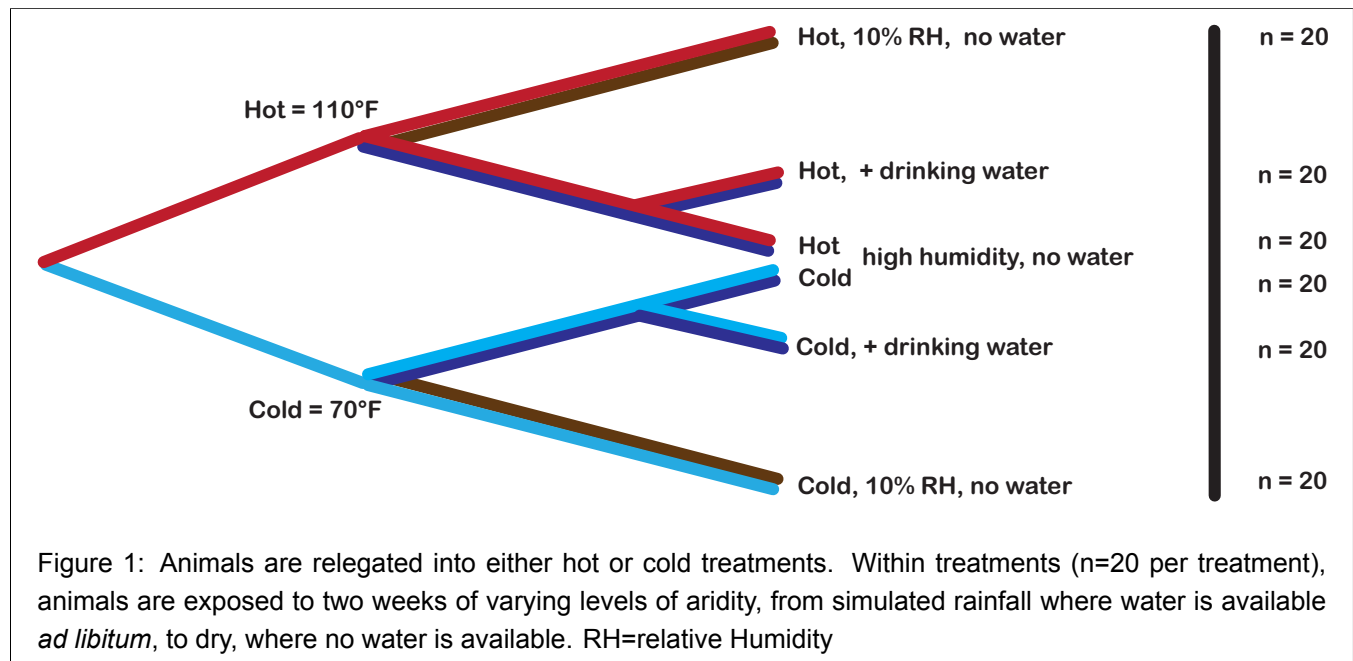 Hot, 10% RH, no water
n = 20
Hot = 110°F
Hot, + drinking water
n = 20
Hot
n = 20
high humidity, no water
Cold
n = 20
Cold, + drinking water
n = 20
Cold = 70°F
Cold, 10% RH, no water
n = 20
Figure 1: Animals are relegated into either hot or cold treatments. Within treatments (n=20 per treatment),
animals are exposed to two weeks of varying levels of aridity, from simulated rainfall where water is available
ad libitum, to dry, where no water is available. RH=relative Humidity